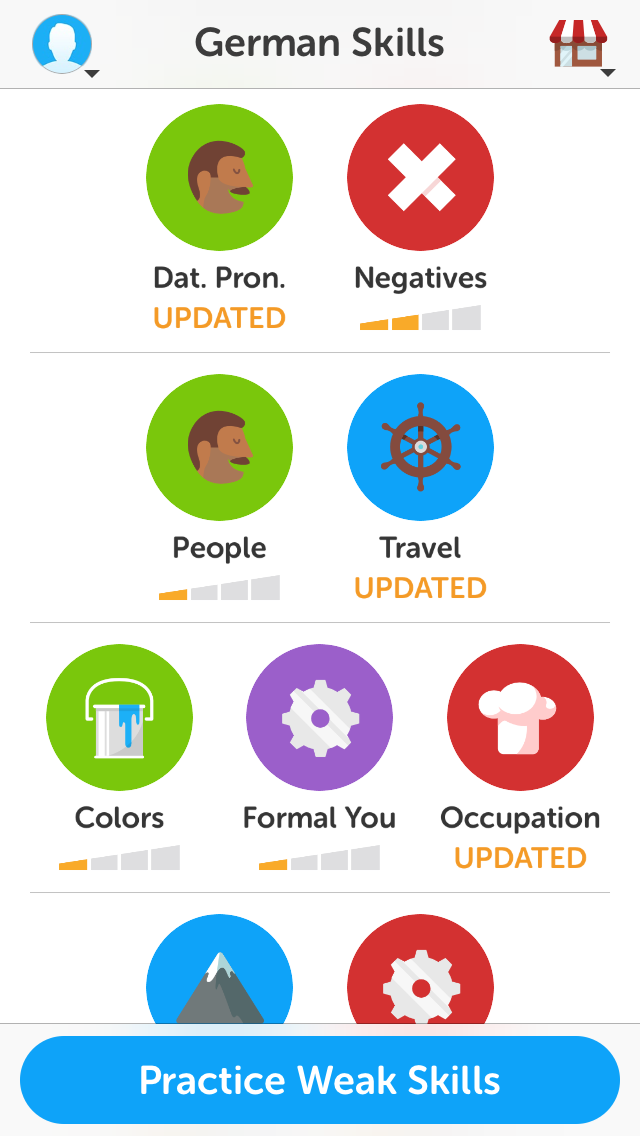 German Skills
Dat. Pron.
Negatives
UPDATED
People
Travel
UPDATED
Colors
Formal You
Occupation
UPDATED
Practice Weak Skills